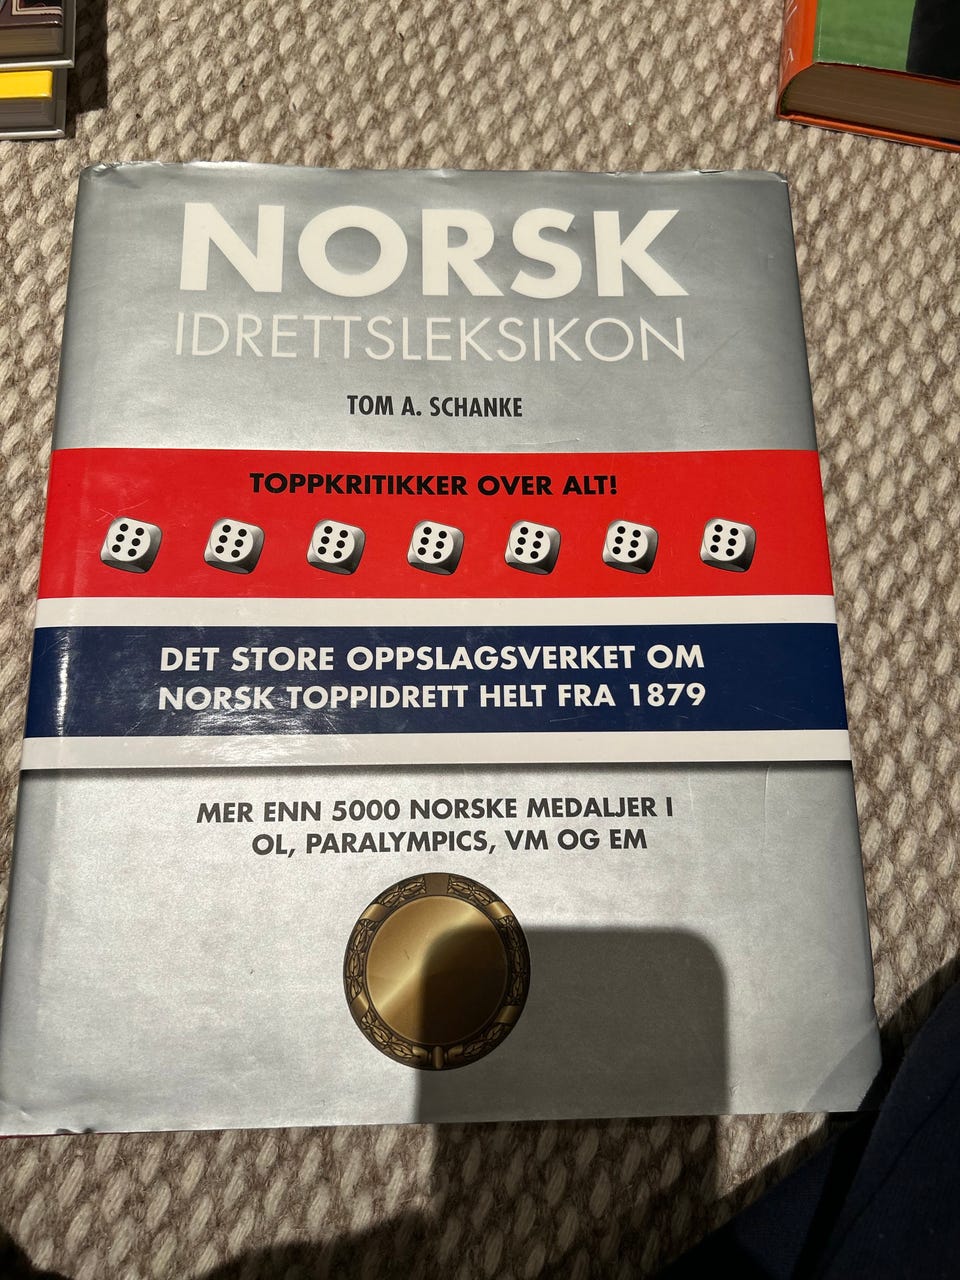 NORSK
IDRETTSLEKSIKON
TOM A. SCHANKE
TOPPKRITIKKER OVER ALT!
DET STORE OPPSLAGSVERKET OM
NORSK TOPPIDRETT HELT FRA 1879
MER ENN 5000 NORSKE MEDALJER I
OL, PARALYMPICS, VM OG EM